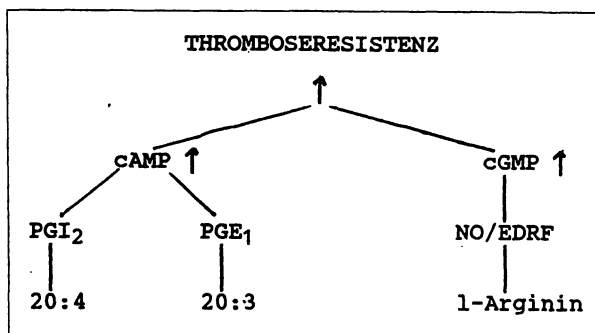 THROMBOSERESISTENZ
↑
cAMP ↑ cGMP ↑
PGI₂ PGE₁ NO/EDRF
20:4 20:3 l-Arginin